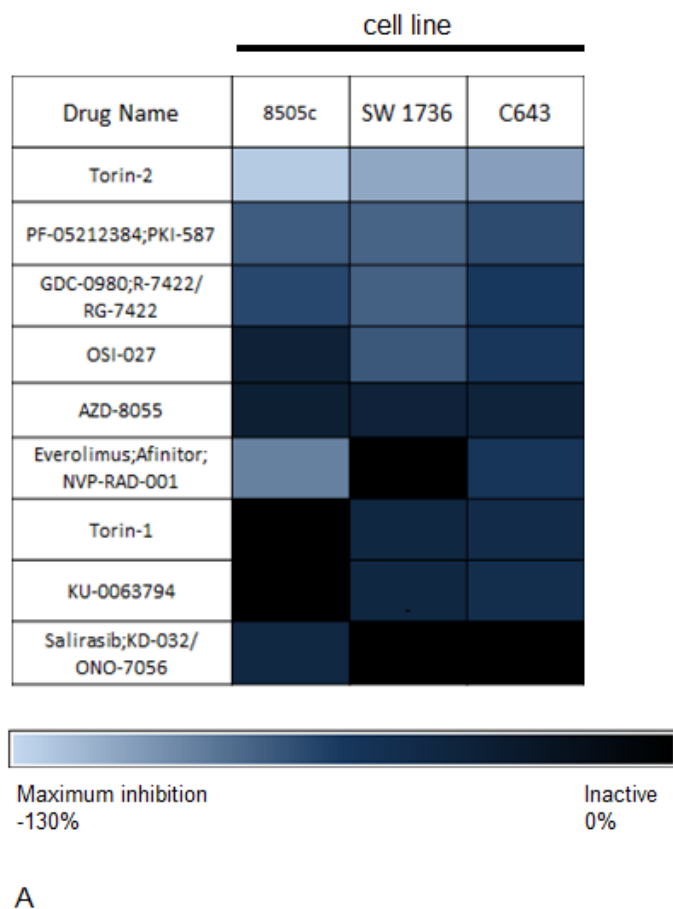 cell line
Drug Name 8505c SW 1736 C643
Torin-2
PF-05212384;PKI-587
GDC-0980;R-7422/
RG-7422
OSI-027
AZD-8055
Everolimus;Afinitor;
NVP-RAD-001
Torin-1
KU-0063794
Salirasib;KD-032/
ONO-7056
Maximum inhibition Inactive
-130% 0%
A